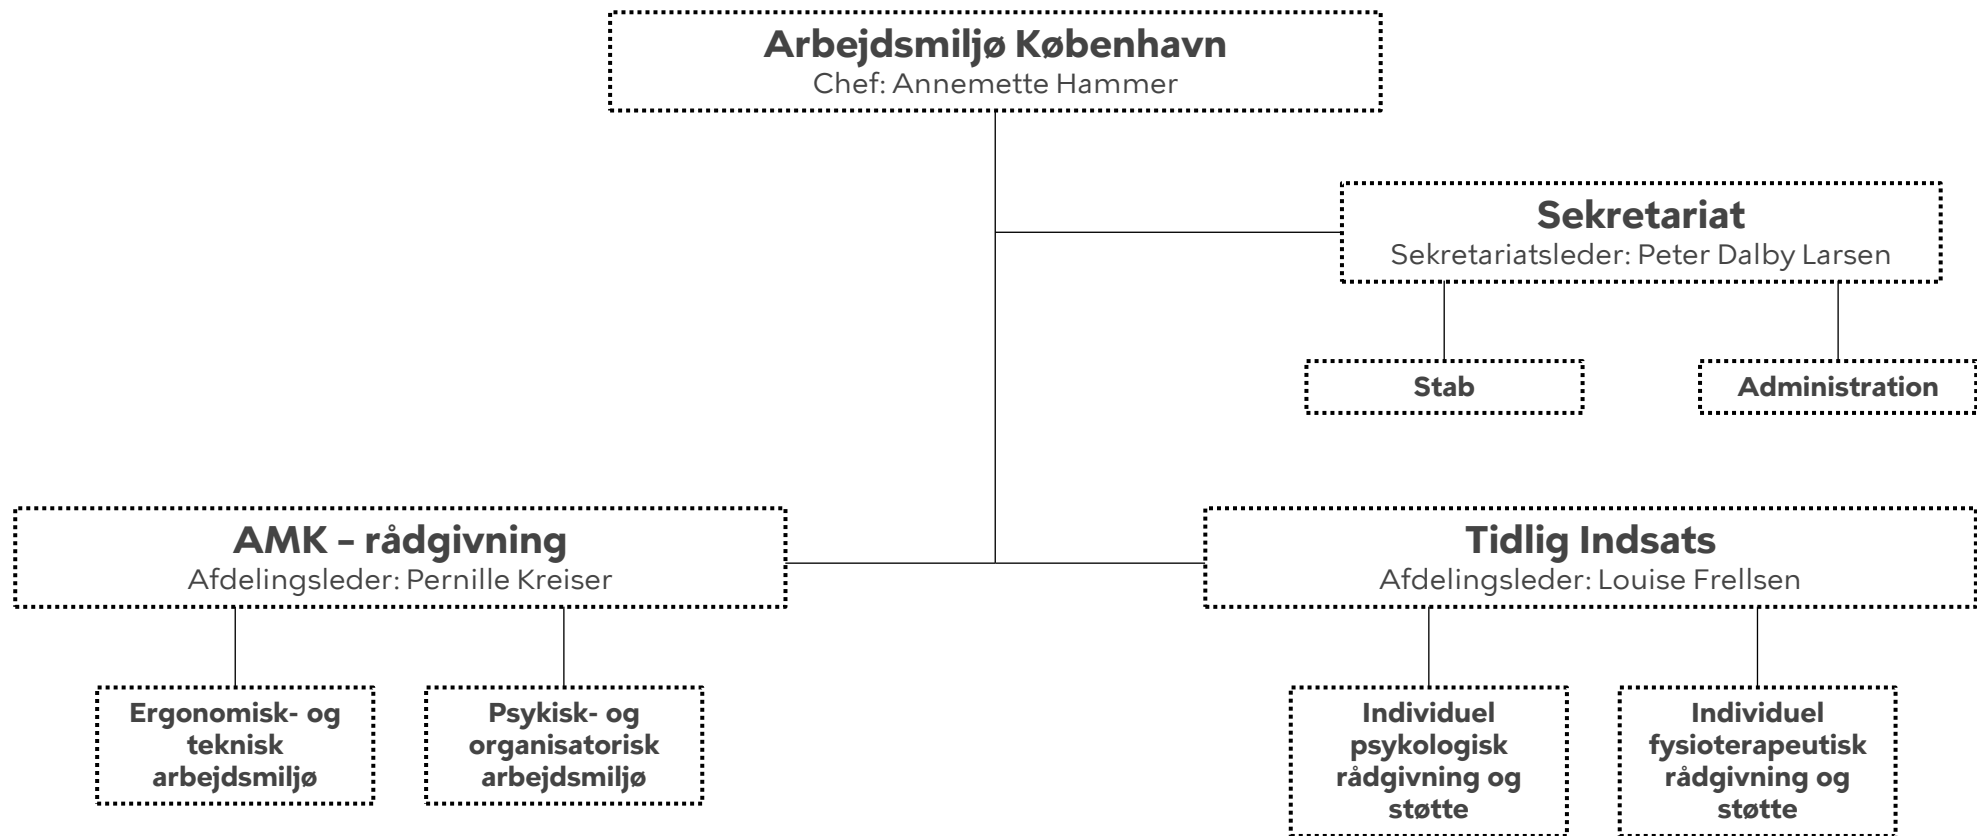 Arbejdsmiljø København
Chef: Annemette Hammer
Sekretariat
Sekretariatsleder: Peter Dalby Larsen
Stab
Administration
AMK – rådgivning
Afdelingsleder: Pernille Kreiser
Tidlig Indsats
Afdelingsleder: Louise Frellsen
Ergonomisk- og
teknisk
arbejdsmiljø
Psykisk- og
organisatorisk
arbejdsmiljø
Individuel
psykologisk
rådgivning og
støtte
Individuel
fysioterapeutisk
rådgivning og
støtte